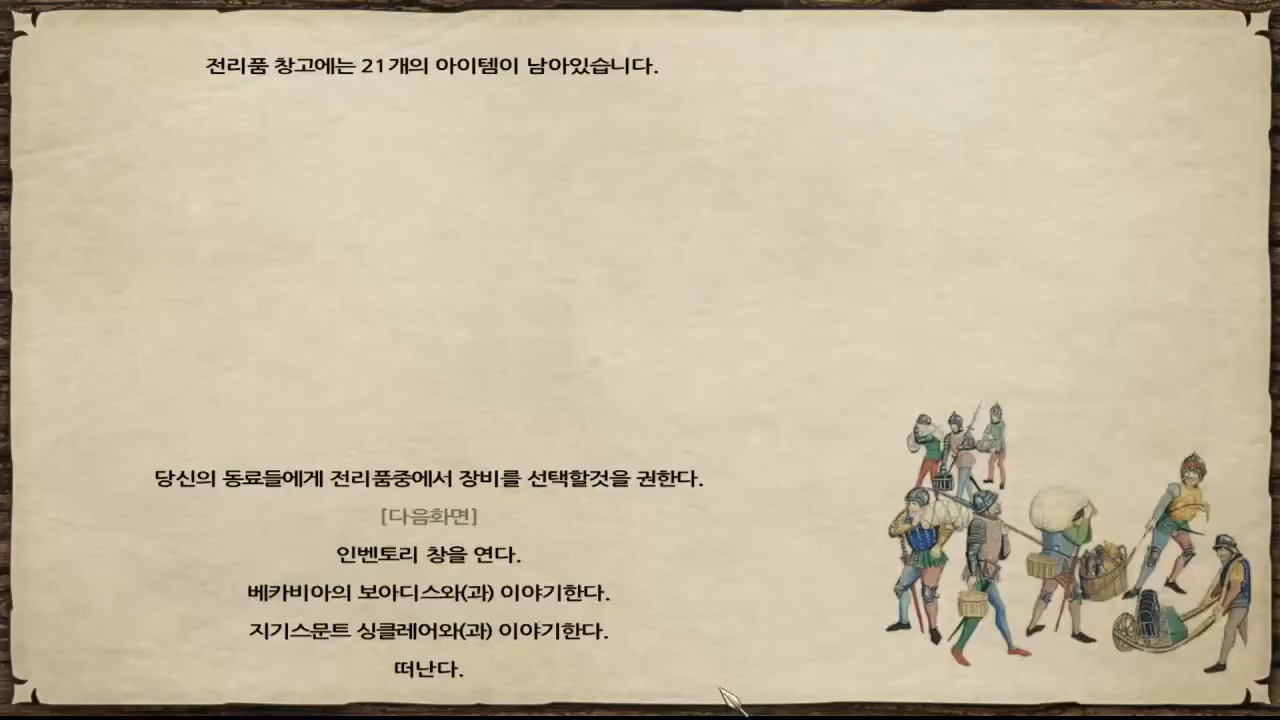 전리품 창고에는 21개의 아이템이 남아있습니다.
당신의 동료들에게 전리품중에서 장비를 선택할것을 권한다.
[다음화면]
인벤토리 창을 연다.
베카비아의 보아디스와(과) 이야기한다.
지기스문트 싱클레어와(과) 이야기한다.
떠난다.